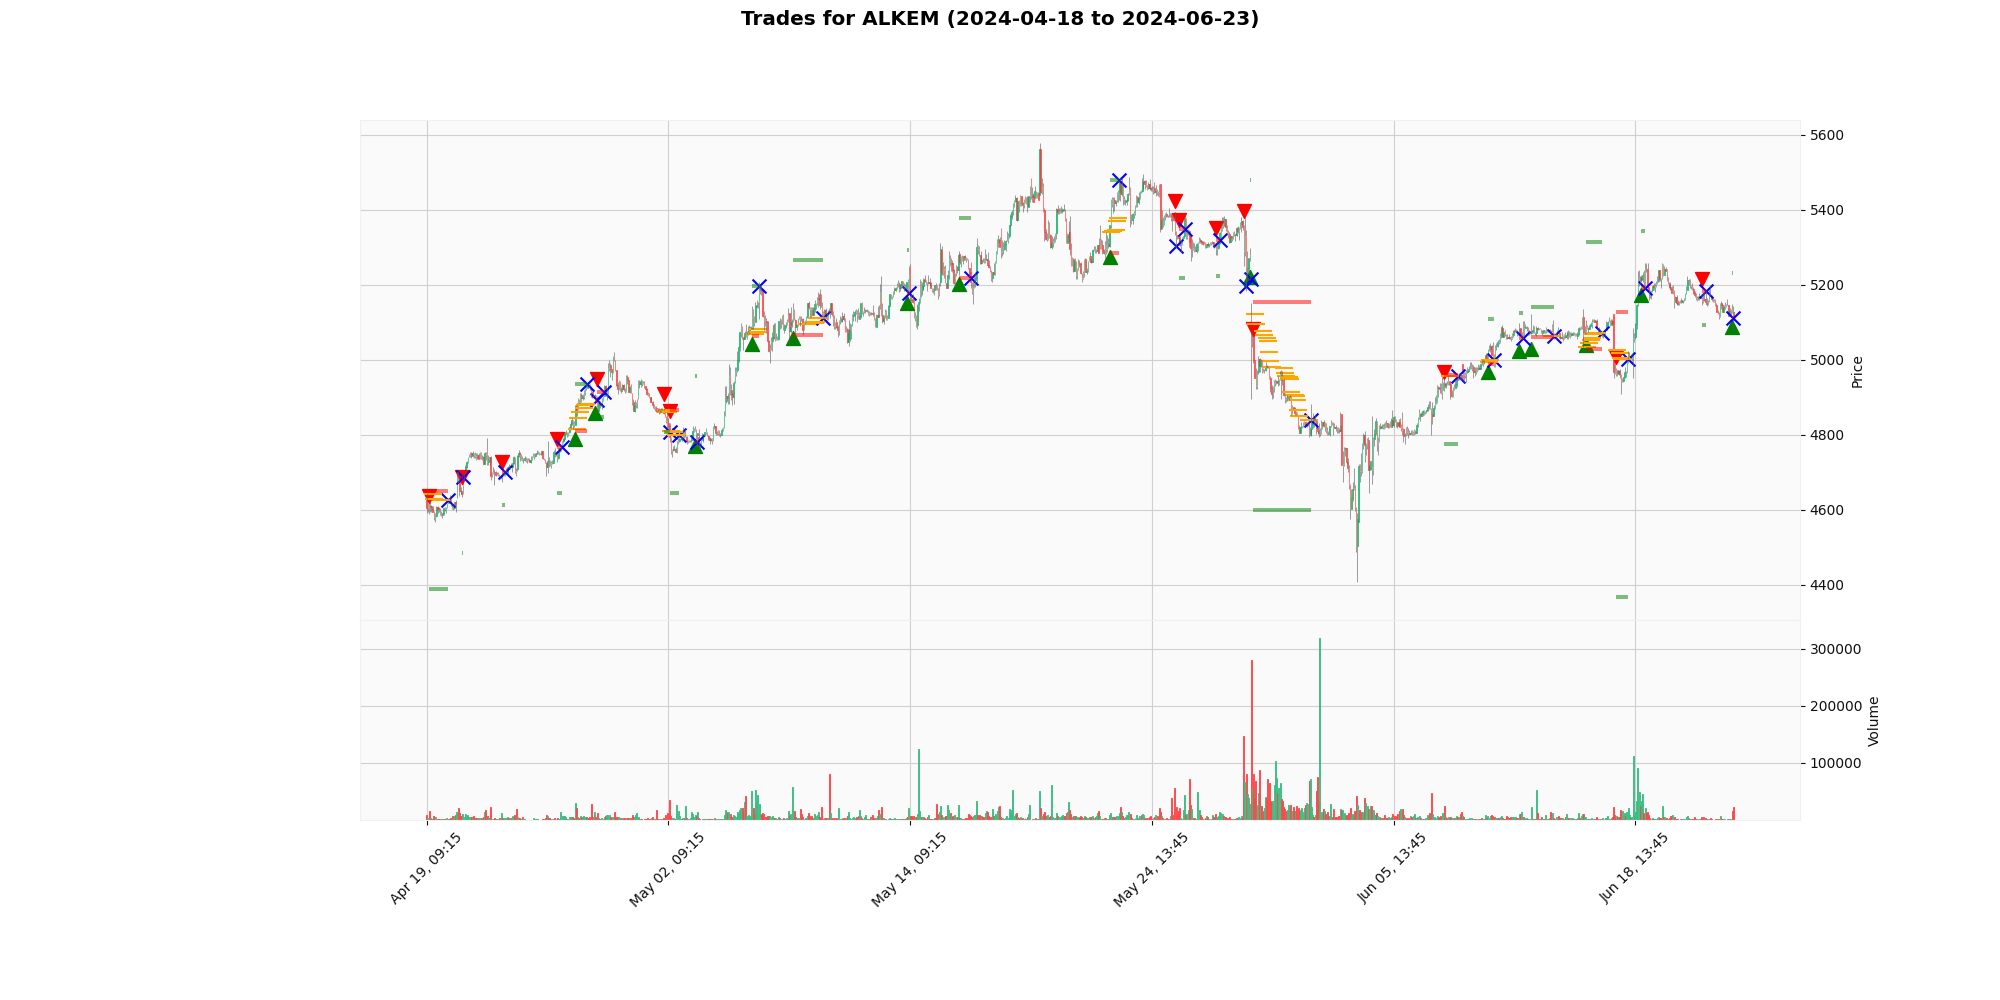 Trades for ALKEM (2024-04-18 to 2024-06-23)
5600
5400
5200
5000
4800
4600
4400
Price
300000
200000
100000
Volume
Apr 19, 09:15
May 02, 09:15
May 14, 09:15
May 24, 13:45
Jun 05, 13:45
Jun 18, 13:45